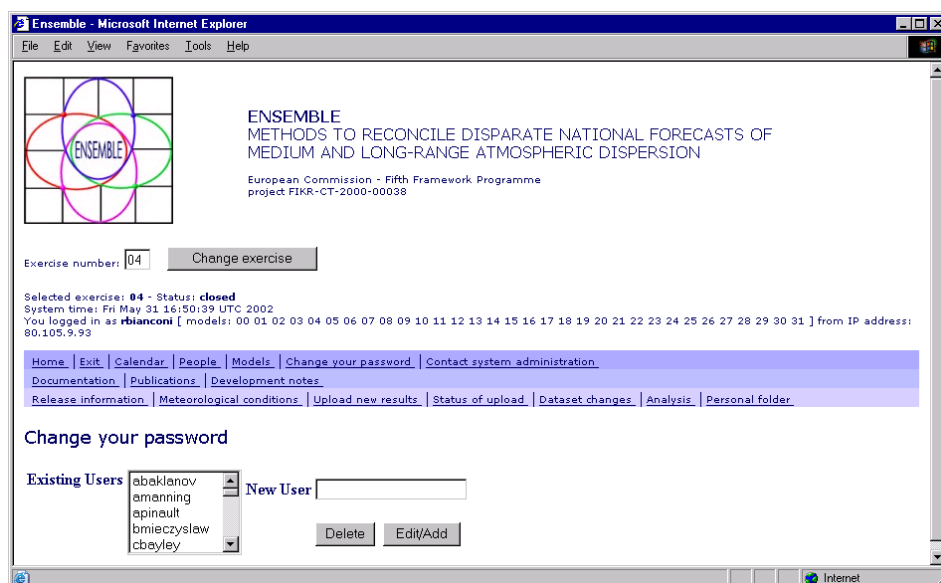 Ensemble - Microsoft Internet Explorer
File Edit View Favorites Tools Help
ENSEMBLE
ENSEMBLE
METHODS TO RECONCILE DISPARATE NATIONAL FORECASTS OF
MEDIUM AND LONG-RANGE ATMOSPHERIC DISPERSION
European Commission - Fifth Framework Programme
project FIKR-CT-2000-00038
Exercise number: 04 Change exercise
Selected exercise: 04 - Status: closed
System time: Fri May 31 16:50:39 UTC 2002
You logged in as rbianconi [ models: 00 01 02 03 04 05 06 07 08 09 10 11 12 13 14 15 16 17 18 19 20 21 22 23 24 25 26 27 28 29 30 31 ] from IP address:
80.105.9.93
Home | Exit | Calendar | People | Models | Change your password | Contact system administration
Documentation | Publications | Development notes
Release information | Meteorological conditions | Upload new results | Status of upload | Dataset changes | Analysis | Personal folder
Change your password
Existing Users abaklanov New User
amanning
apinault
bmieczyslaw Delete Edit/Add
cbayley
Internet